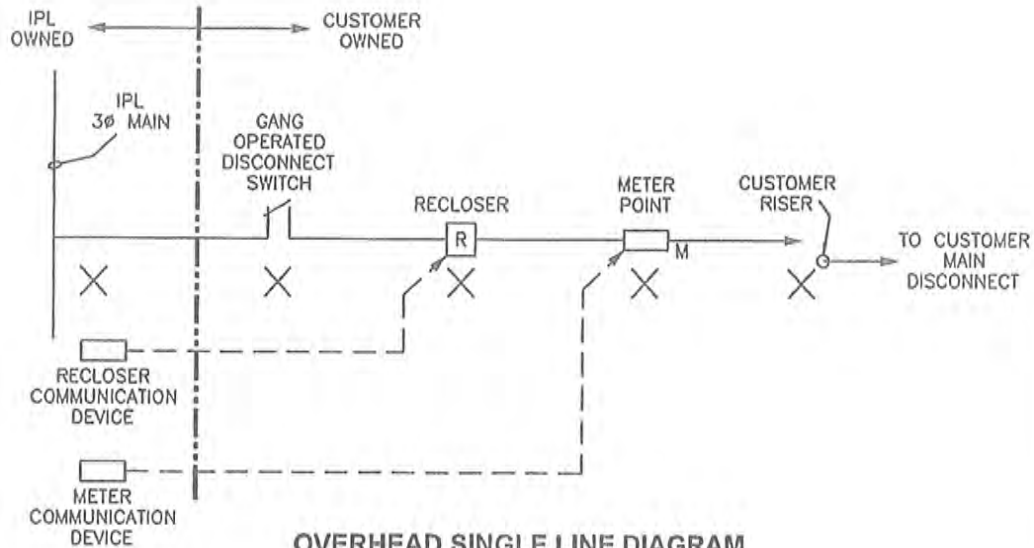 IPL
OWNED
CUSTOMER
OWNED
IPL
3ø MAIN
GANG
OPERATED
DISCONNECT
SWITCH
RECLOSER
R
METER
POINT
M
CUSTOMER
RISER
TO CUSTOMER
MAIN
DISCONNECT
RECLOSER
COMMUNICATION
DEVICE
METER
COMMUNICATION
DEVICE
OVERHEAD SINGLE LINE DIAGRAM